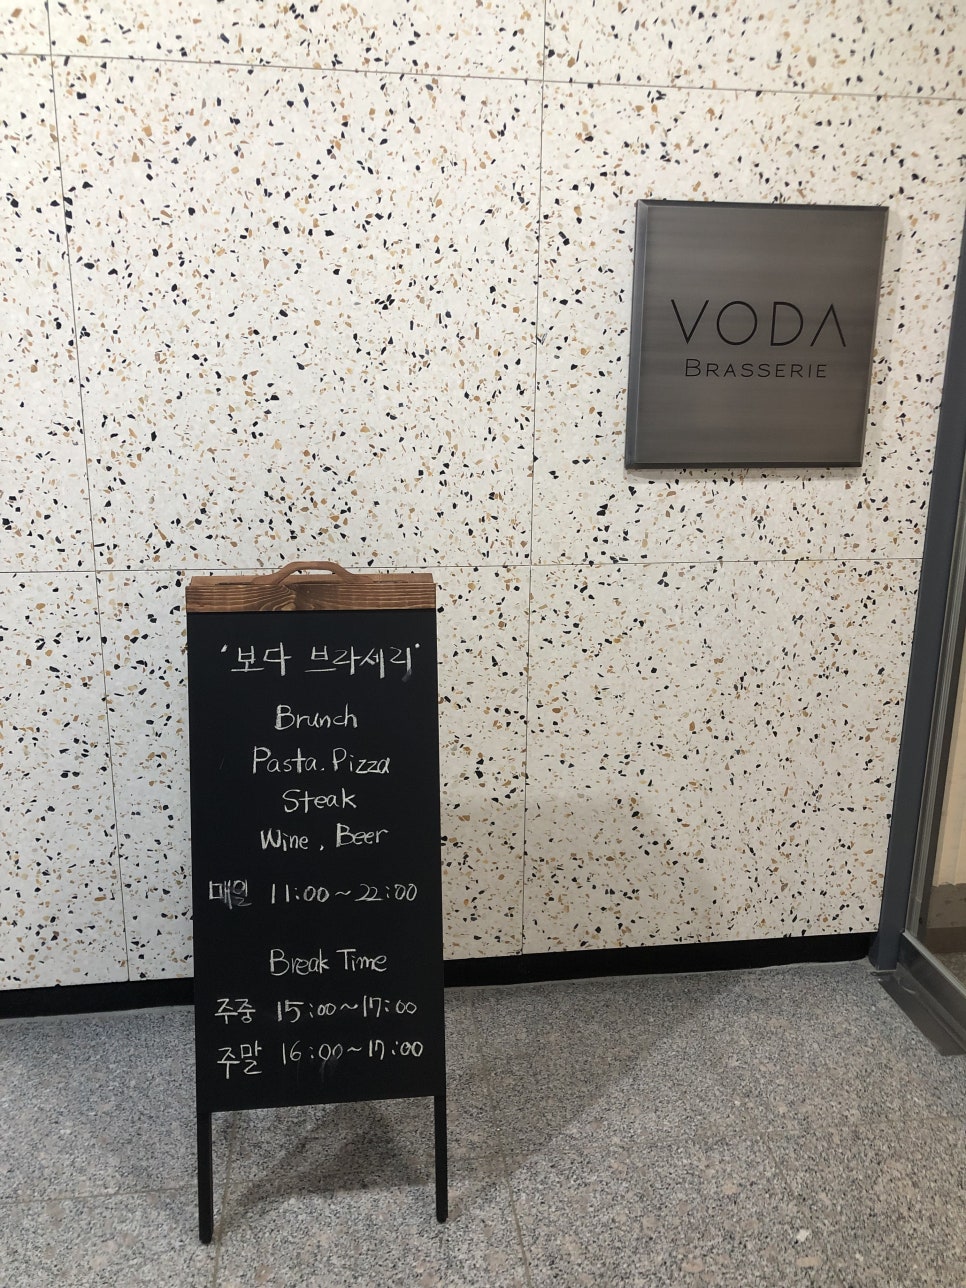 VODA
BRASSERIE
'보다 브라세리'
Brunch
Pasta. Pizza
Steak
Wine, Beer
매일 11:00~22:00
Break Time
주중 15:00~17:00
주말 16:00~17:00